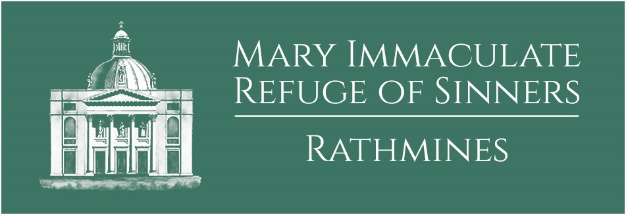 Mary Immaculate
Refuge of Sinners
Rathmines